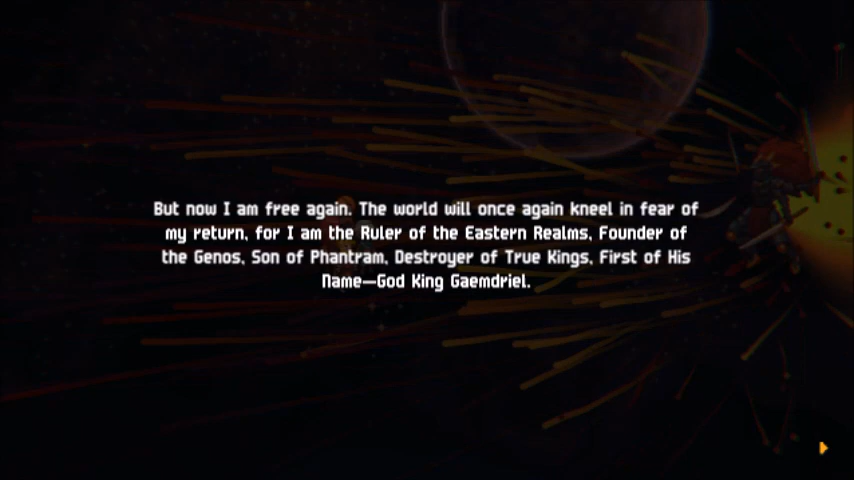 But now I am free again. The world will once again kneel in fear of
my return, for I am the Ruler of the Eastern Realms, Founder of
the Genos, Son of Phantram, Destroyer of True Kings, First of His
Name—God King Gaemdriel.